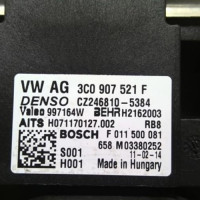 VW AG 3C0 907 521 F
DENSO CZ246810-5384
Valeo 997164W BEHR H2162003
AITS H071170127.002 RB8
BOSCH F 011 500 081
658 M03380252
S001 11-02-14
H001 Made in